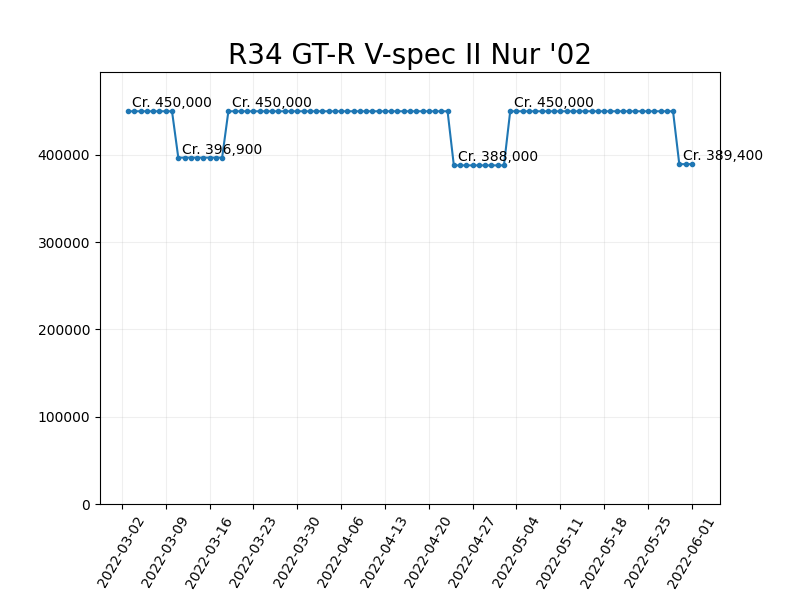 R34 GT-R V-spec II Nur '02
Cr. 450,000
Cr. 450,000
Cr. 450,000
Cr. 396,900
Cr. 388,000
Cr. 389,400
400000
300000
200000
100000
0
2022-03-02
2022-03-09
2022-03-16
2022-03-23
2022-03-30
2022-04-06
2022-04-13
2022-04-20
2022-04-27
2022-05-04
2022-05-11
2022-05-18
2022-05-25
2022-06-01